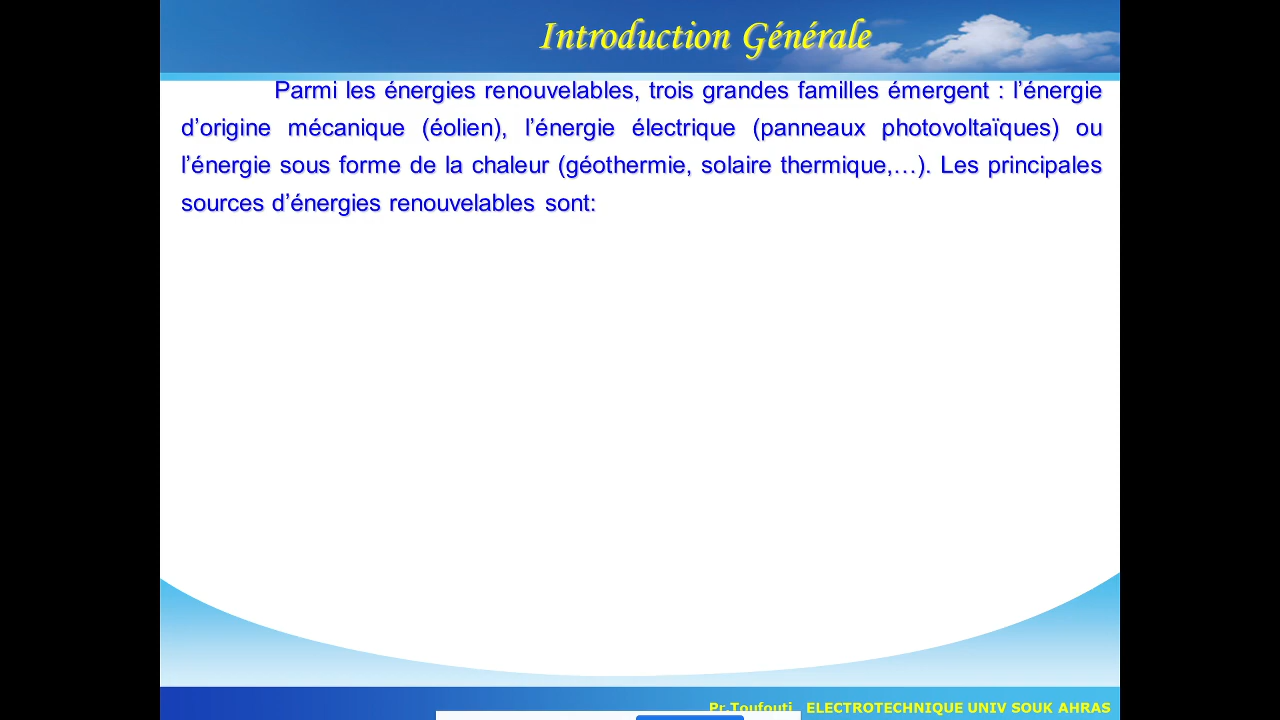 Introduction Générale
Parmi les énergies renouvelables, trois grandes familles émergent : l’énergie
d’origine mécanique (éolien), l’énergie électrique (panneaux photovoltaïques) ou
l’énergie sous forme de la chaleur (géothermie, solaire thermique,…). Les principales
sources d’énergies renouvelables sont:
Pr.Toufouti ELECTROTECHNIQUE UNIV SOUK AHRAS